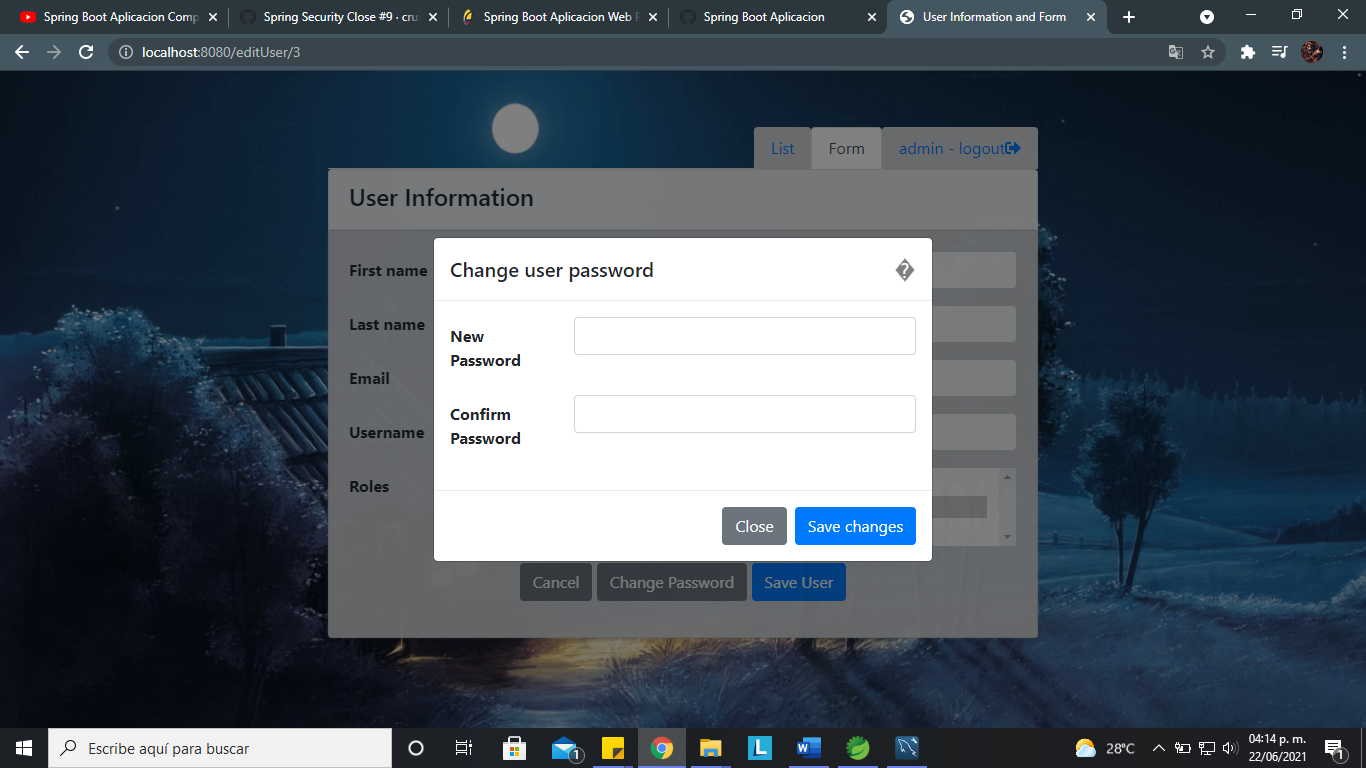 Spring Boot Aplicacion Comp
Spring Security Close #9 · cru
Spring Boot Aplicacion Web P
Spring Boot Aplicacion
User Information and Form
localhost:8080/editUser/3
List
Form
admin - logout
User Information
Change user password
�
First name
Last name
Email
Username
Roles
New
Password
Confirm
Password
Close
Save changes
Cancel
Change Password
Save User
Escribe aquí para buscar
1
L
W
28°C
04:14 p. m.
22/06/2021
1